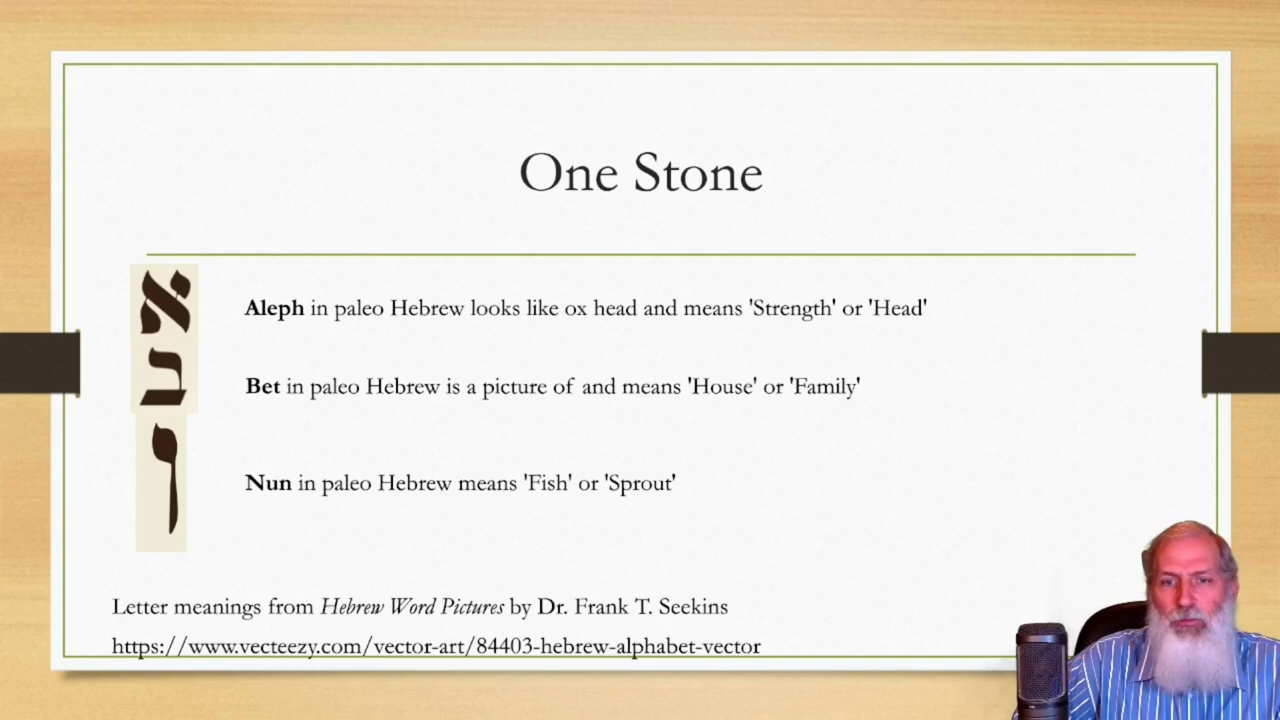 One Stone
א
Aleph in paleo Hebrew looks like ox head and means 'Strength' or 'Head'
ב
Bet in paleo Hebrew is a picture of and means 'House' or 'Family'
ן
Nun in paleo Hebrew means 'Fish' or 'Sprout'
Letter meanings from Hebrew Word Pictures by Dr. Frank T. Seekins
https://www.vecteezy.com/vector-art/84403-hebrew-alphabet-vector